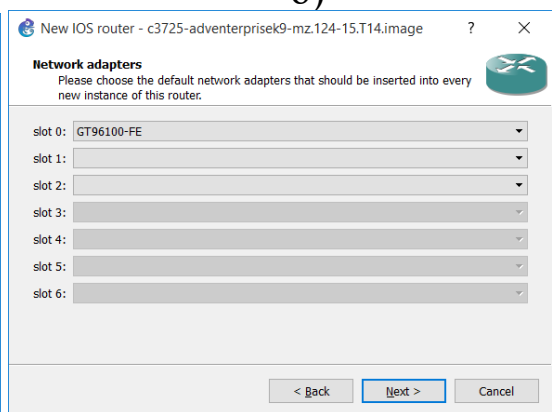 New IOS router - c3725-adventerprisek9-mz.124-15.T14.image ? ×
Network adapters
Please choose the default network adapters that should be inserted into every
new instance of this router.
slot 0: GT96100-FE
slot 1:
slot 2:
slot 3:
slot 4:
slot 5:
slot 6:
< Back Next > Cancel